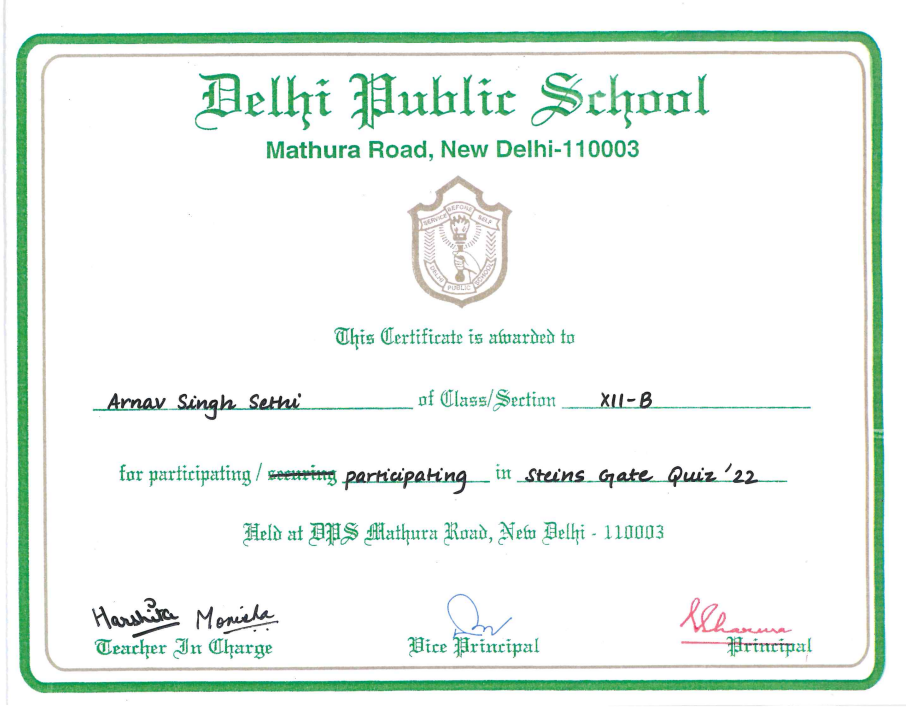 Delhi Public School
Mathura Road, New Delhi-110003
SERVICE BEFORE SELF
DELHI PUBLIC SCHOOL
This Certificate is awarded to
Arnav Singh Sethi of Class/Section XII-B
for participating / securing participating in Steins Gate Quiz '22
Held at DPS Mathura Road, New Delhi - 110003
Harshita Monisha
Teacher In Charge Vice Principal Principal